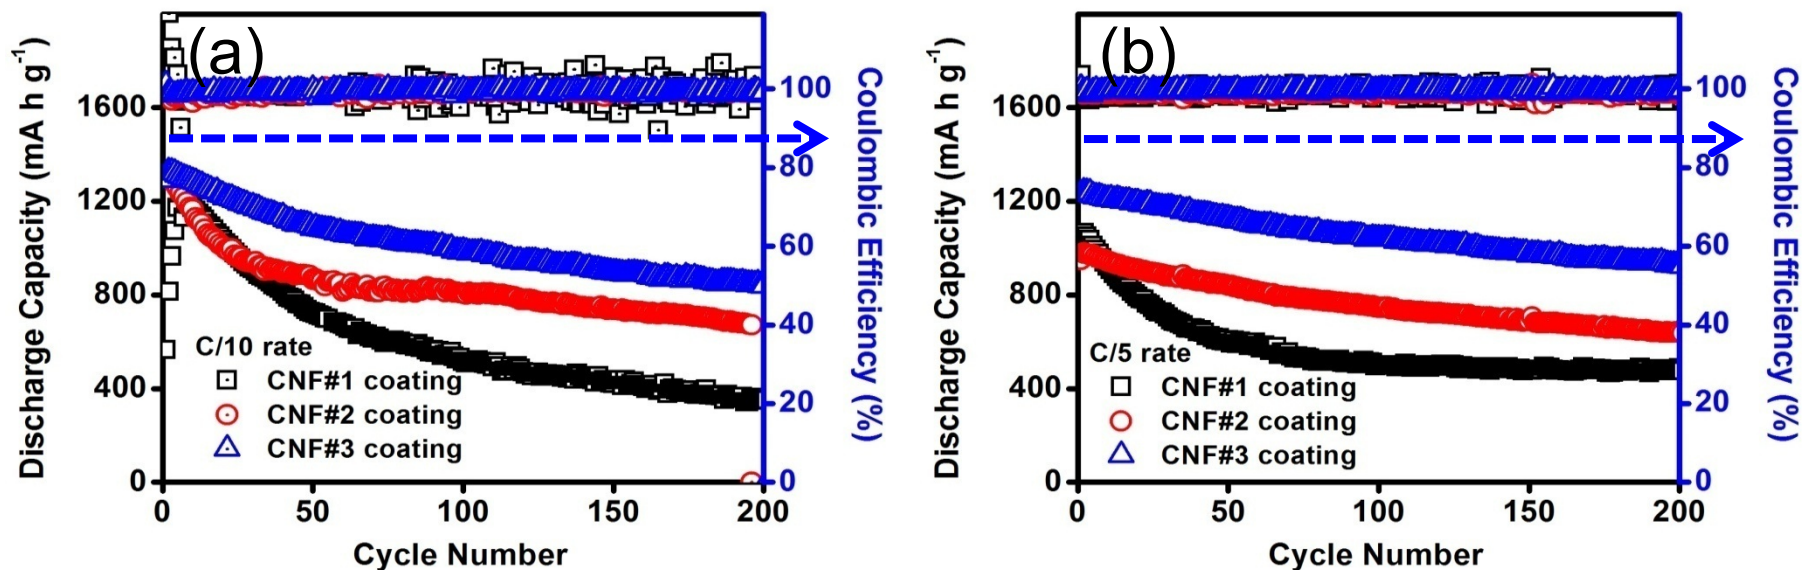 (a)
Discharge Capacity (mA h g⁻¹)
1600
1200
800
400
0
100
80
60
40
20
0
Coulombic Efficiency (%)
C/10 rate
CNF#1 coating
CNF#2 coating
CNF#3 coating
0 50 100 150 200
Cycle Number
(b)
Discharge Capacity (mA h g⁻¹)
1600
1200
800
400
0
100
80
60
40
20
0
Coulombic Efficiency (%)
C/5 rate
CNF#1 coating
CNF#2 coating
CNF#3 coating
0 50 100 150 200
Cycle Number